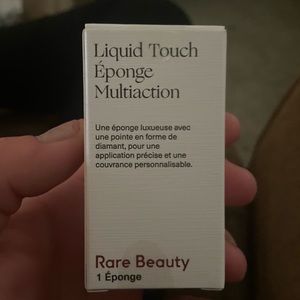 Liquid Touch
Éponge
Multiaction
Une éponge luxueuse avec
une pointe en forme de
diamant, pour une
application précise et une
couvrance personnalisable.
Rare Beauty
1 Éponge